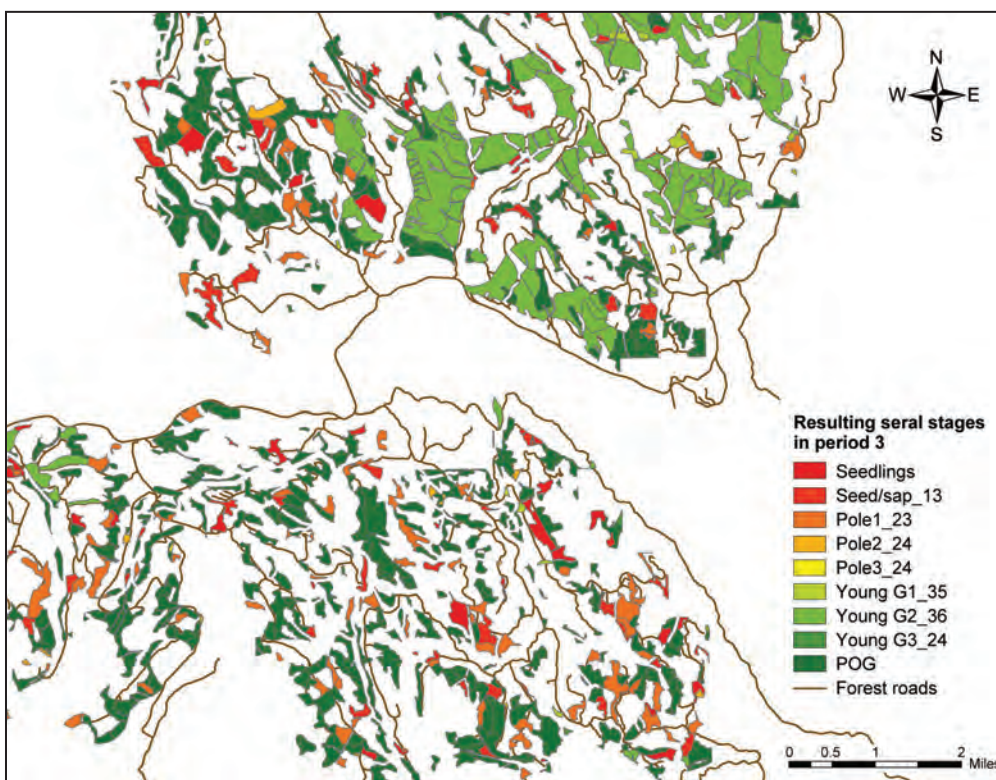 N
W E
S
Resulting seral stages
in period 3
Seedlings
Seed/sap_13
Pole1_23
Pole2_24
Pole3_24
Young G1_35
Young G2_36
Young G3_24
POG
Forest roads
0 0.5 1 2
Miles